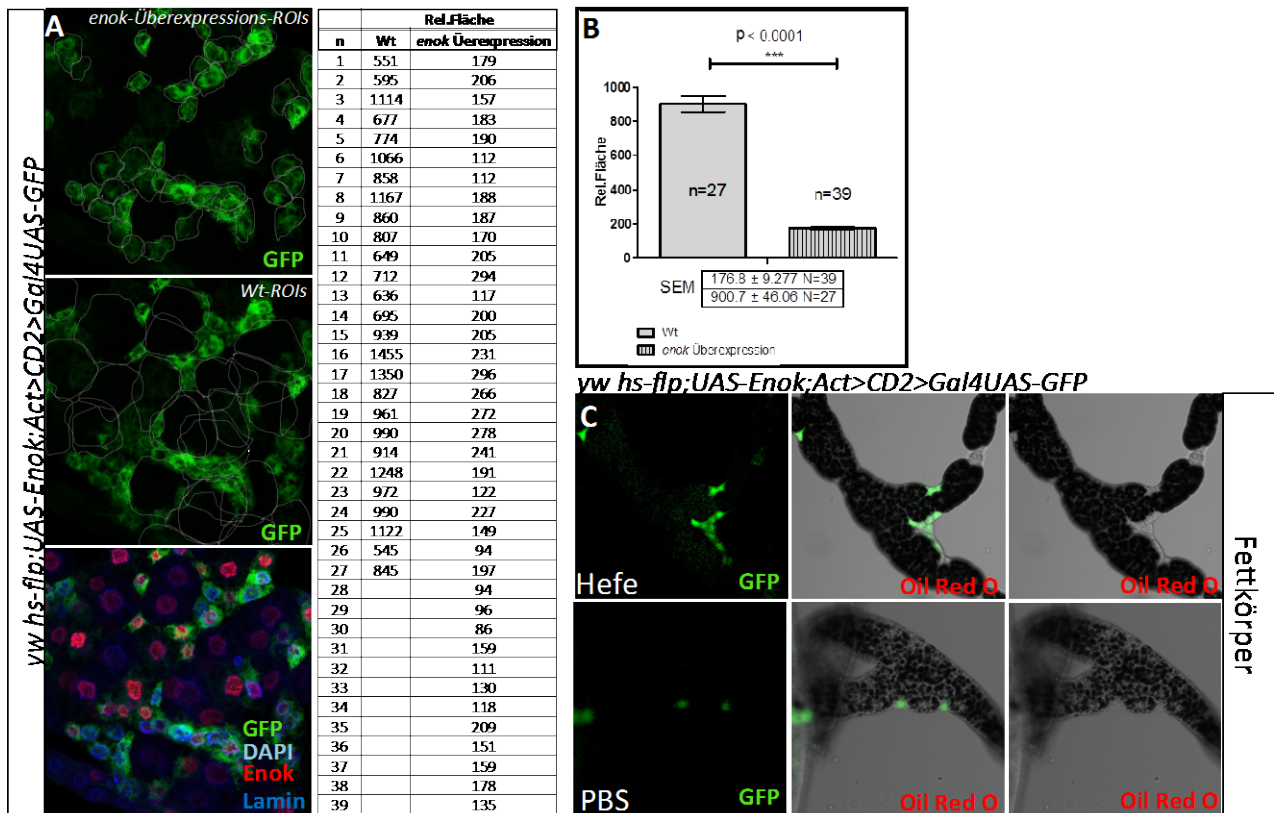 yw hs-flp;UAS-Enok;Act>CD2>Gal4UAS-GFP
A
enok-Überexpressions-ROIs
GFP
Wt-ROIs
GFP
GFP
DAPI
Enok
Lamin
Rel.Fläche
n Wt enok Üerexpression
1 551 179
2 595 206
3 1114 157
4 677 183
5 774 190
6 1066 112
7 858 112
8 1167 188
9 860 187
10 807 170
11 649 205
12 712 294
13 636 117
14 695 200
15 939 205
16 1455 231
17 1350 296
18 827 266
19 961 272
20 990 278
21 914 241
22 1248 191
23 972 122
24 990 227
25 1122 149
26 545 94
27 845 197
28 94
29 96
30 86
31 159
32 111
33 130
34 118
35 209
36 151
37 159
38 178
39 135
B
p < 0.0001
***
1000
800
600
400
200
0
Rel.Fläche
n=27
n=39
SEM
176.8 ± 9.277 N=39
900.7 ± 46.06 N=27
Wt
enok Überexpression
yw hs-flp;UAS-Enok;Act>CD2>Gal4UAS-GFP
C
Hefe
GFP
Oil Red O
Oil Red O
PBS
GFP
Oil Red O
Oil Red O
Fettkörper